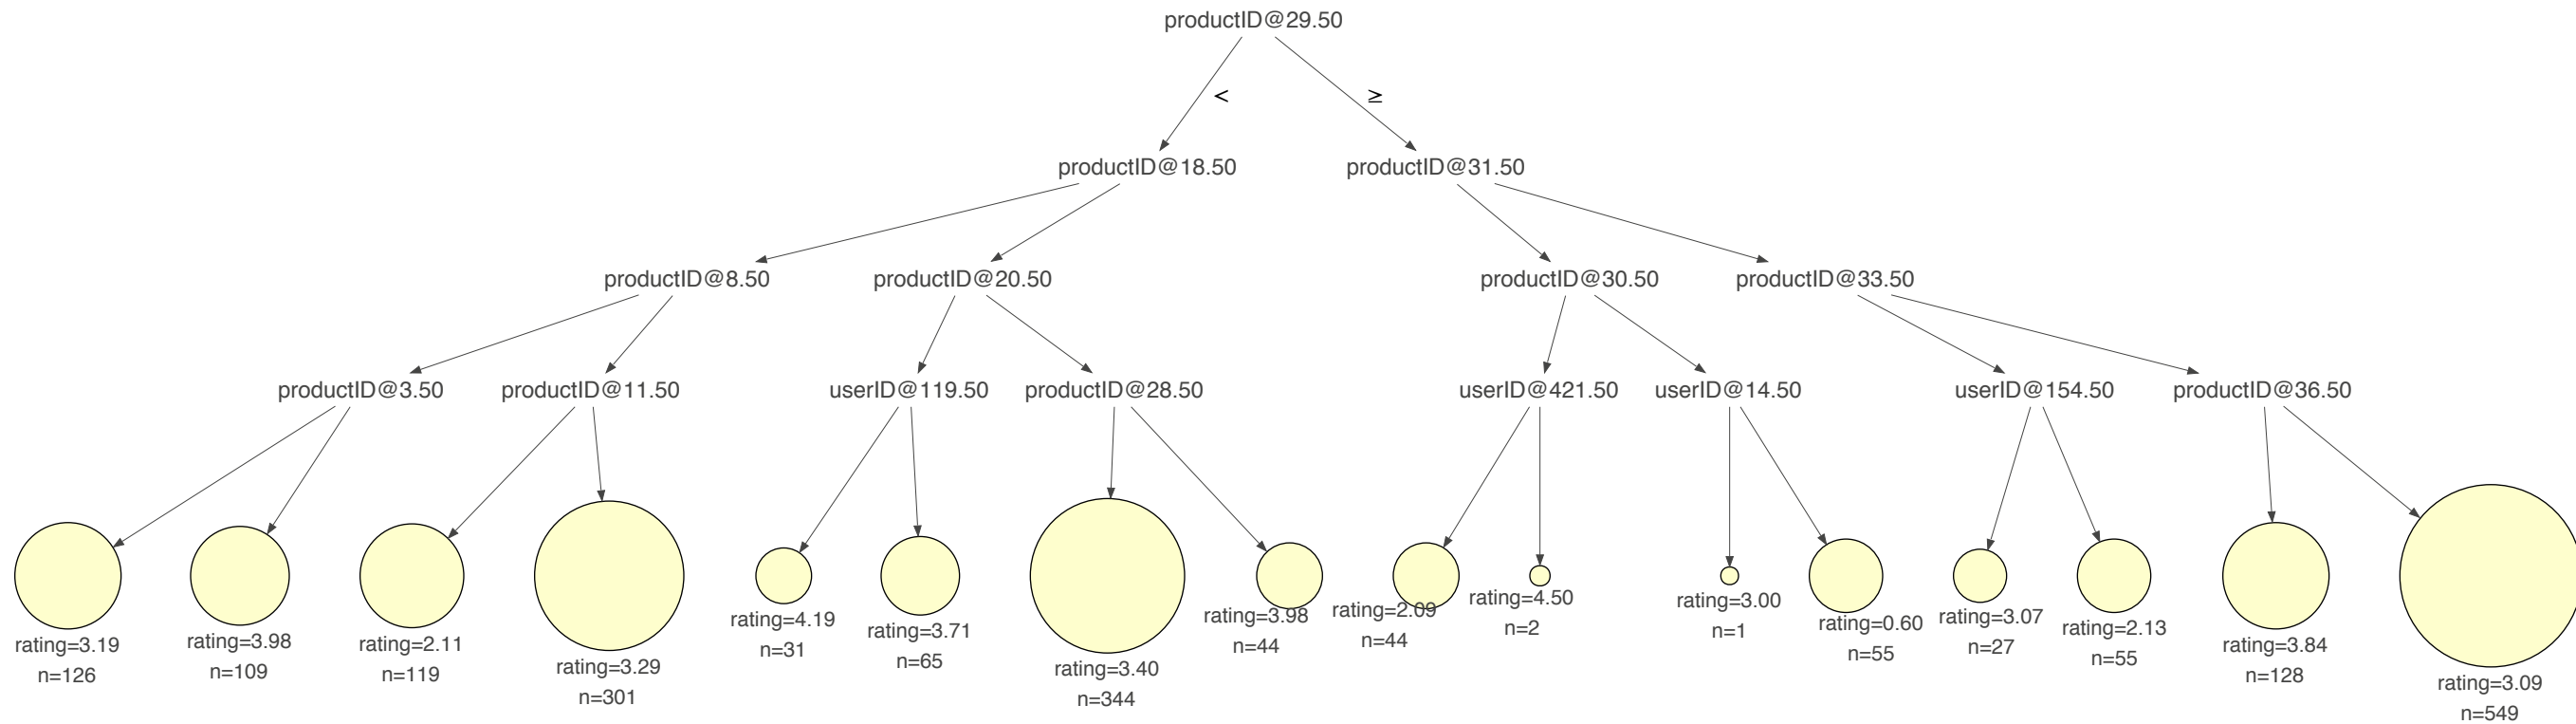 productID@29.50
< ≥
productID@18.50 productID@31.50
productID@8.50 productID@20.50 productID@30.50 productID@33.50
productID@3.50 productID@11.50 userID@119.50 productID@28.50 userID@421.50 userID@14.50 userID@154.50 productID@36.50
rating=3.19
n=126
rating=3.98
n=109
rating=2.11
n=119
rating=3.29
n=301
rating=4.19
n=31
rating=3.71
n=65
rating=3.40
n=344
rating=3.98
n=44
rating=2.09
n=44
rating=4.50
n=2
rating=3.00
n=1
rating=0.60
n=55
rating=3.07
n=27
rating=2.13
n=55
rating=3.84
n=128
rating=3.09
n=549